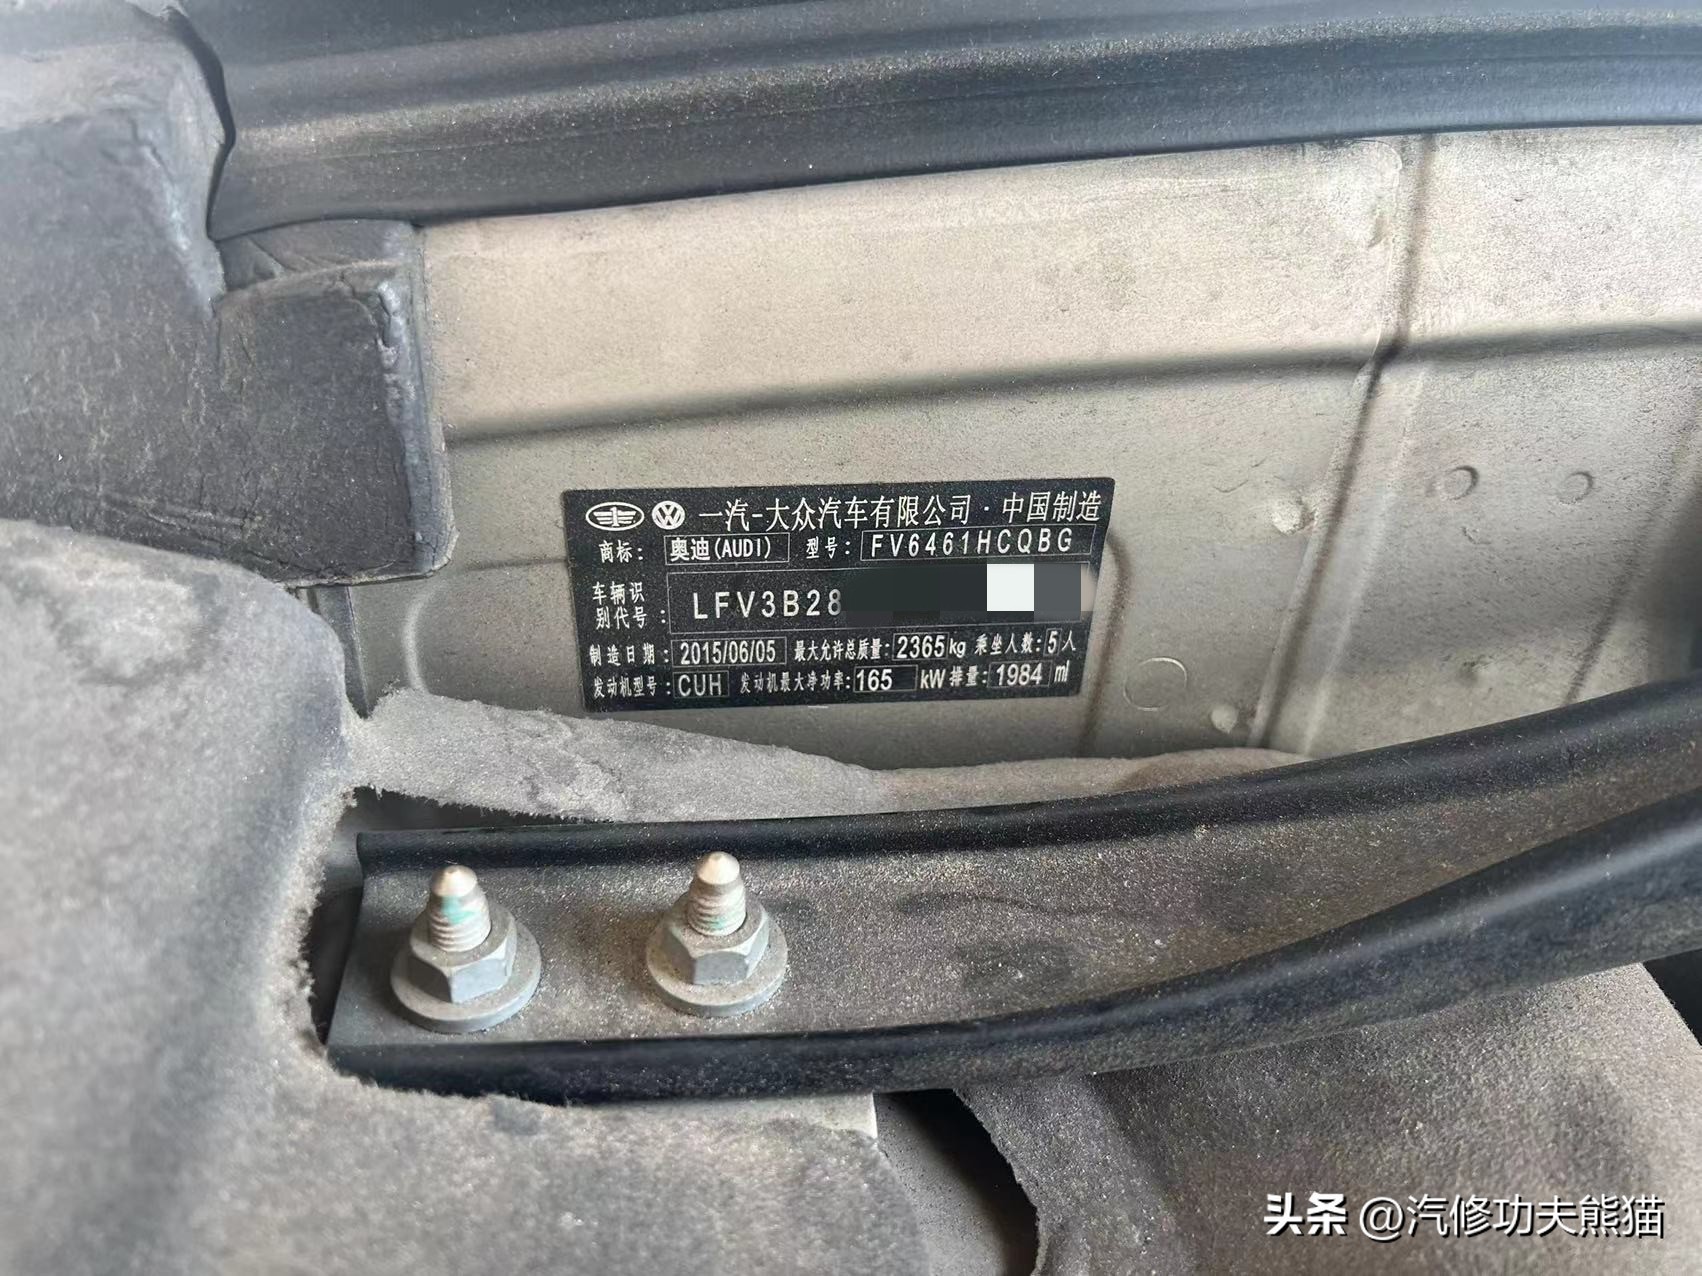 一汽-大众汽车有限公司·中国制造
商标: 奥迪(AUDI) 型号: FV6461HCQBG
车辆识
别代号: LFV3B28
制造日期: 2015/06/05 最大允许总质量: 2365kg 乘坐人数: 5人
发动机型号: CUH 发动机最大净功率: 165 kW 排量: 1984 ml
头条 @汽修功夫熊猫